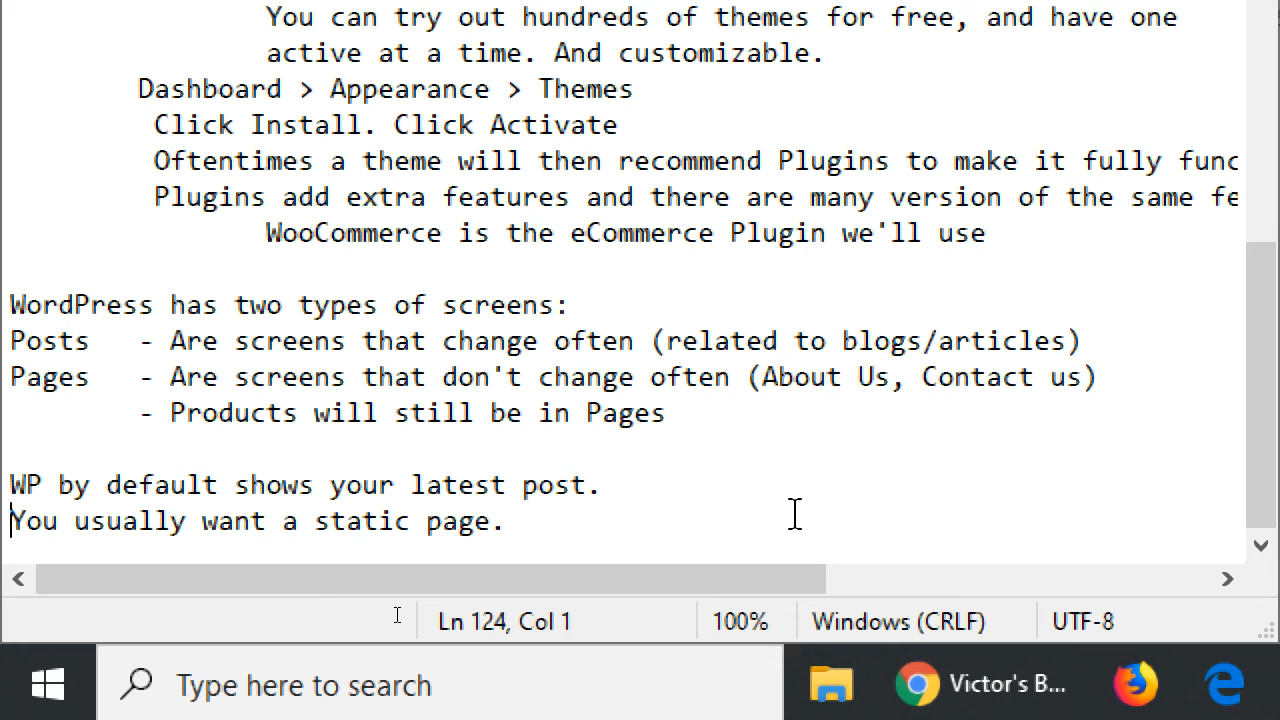 You can try out hundreds of themes for free, and have one
active at a time. And customizable.
Dashboard > Appearance > Themes
Click Install. Click Activate
Oftentimes a theme will then recommend Plugins to make it fully func
Plugins add extra features and there are many version of the same fe
WooCommerce is the eCommerce Plugin we'll use
WordPress has two types of screens:
Posts - Are screens that change often (related to blogs/articles)
Pages - Are screens that don't change often (About Us, Contact us)
- Products will still be in Pages
WP by default shows your latest post.
You usually want a static page.
Ln 124, Col 1 100% Windows (CRLF) UTF-8
Type here to search Victor's B...